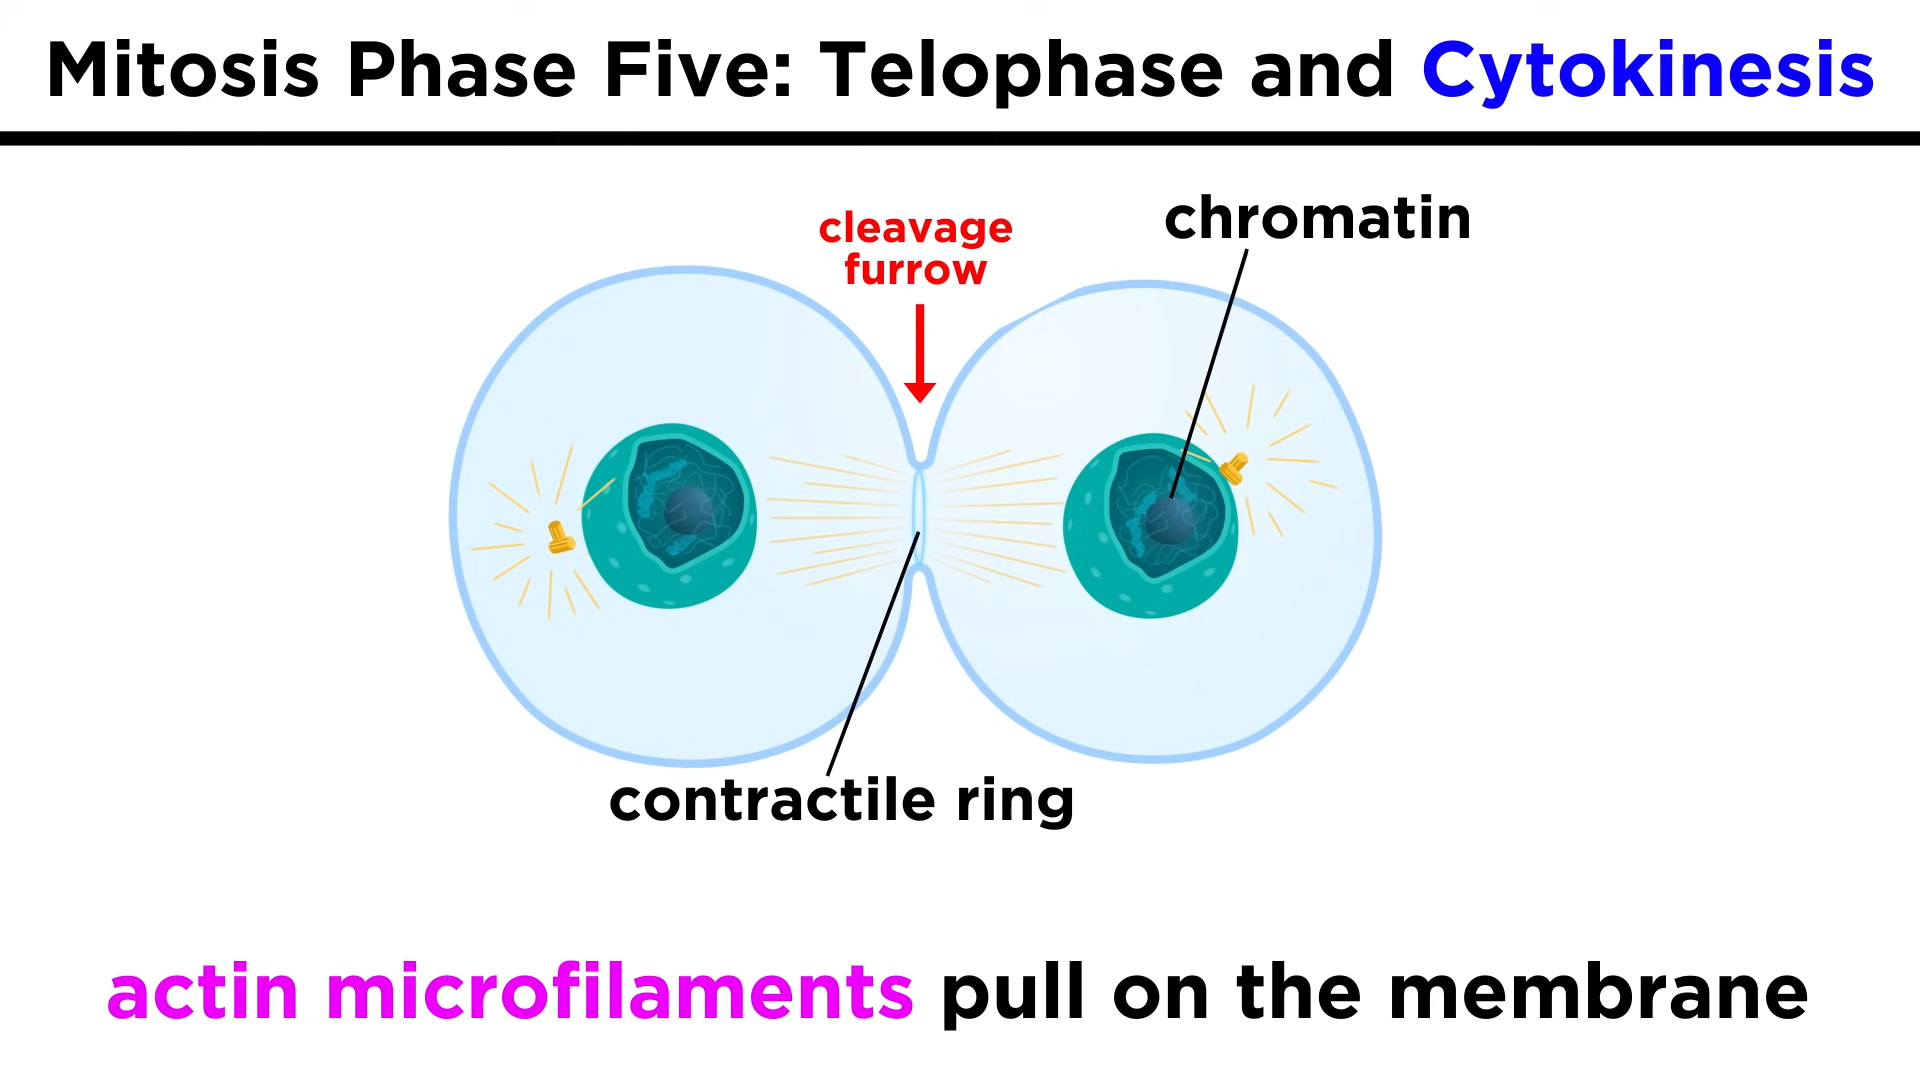 Mitosis Phase Five: Telophase and Cytokinesis
chromatin
cleavage
furrow
contractile ring
actin microfilaments pull on the membrane